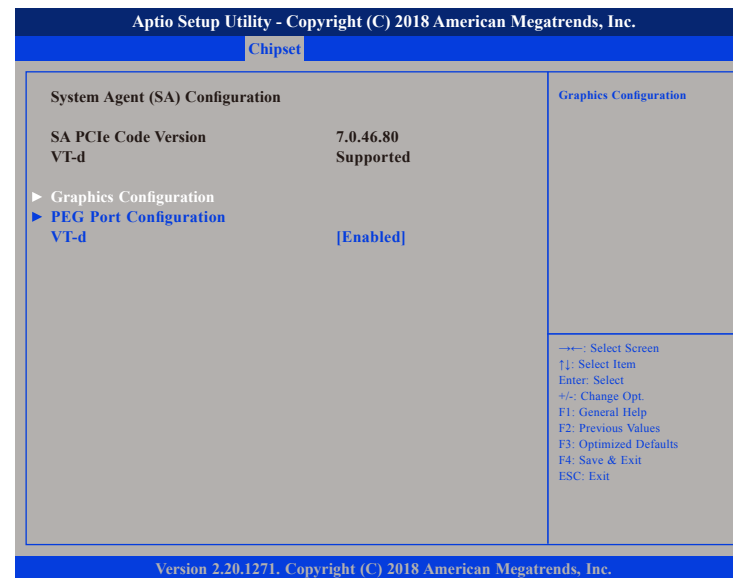 Aptio Setup Utility - Copyright (C) 2018 American Megatrends, Inc.
Chipset
System Agent (SA) Configuration
SA PCIe Code Version 7.0.46.80
VT-d Supported
► Graphics Configuration
► PEG Port Configuration
VT-d [Enabled]
Graphics Configuration
→←: Select Screen
↑↓: Select Item
Enter: Select
+/-: Change Opt.
F1: General Help
F2: Previous Values
F3: Optimized Defaults
F4: Save & Exit
ESC: Exit
Version 2.20.1271. Copyright (C) 2018 American Megatrends, Inc.